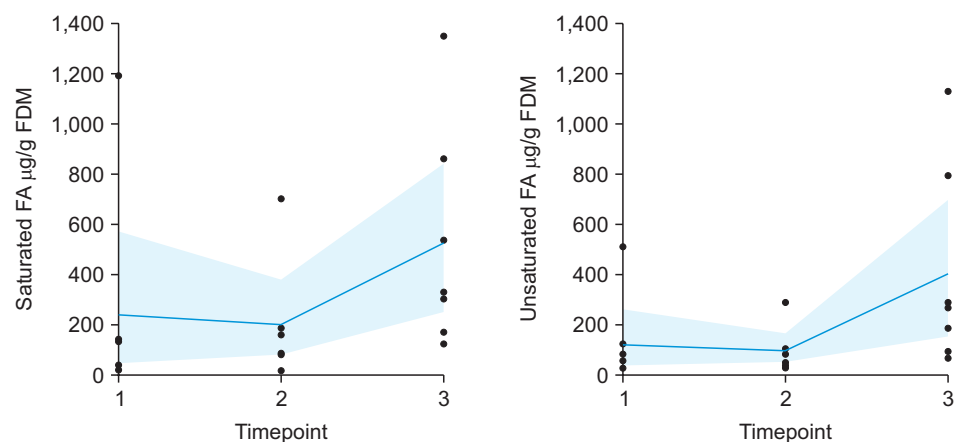 1,400
1,200
1,000
800
600
400
200
0
Saturated FA µg/g FDM
1 2 3
Timepoint
1,400
1,200
1,000
800
600
400
200
0
Unsaturated FA µg/g FDM
1 2 3
Timepoint